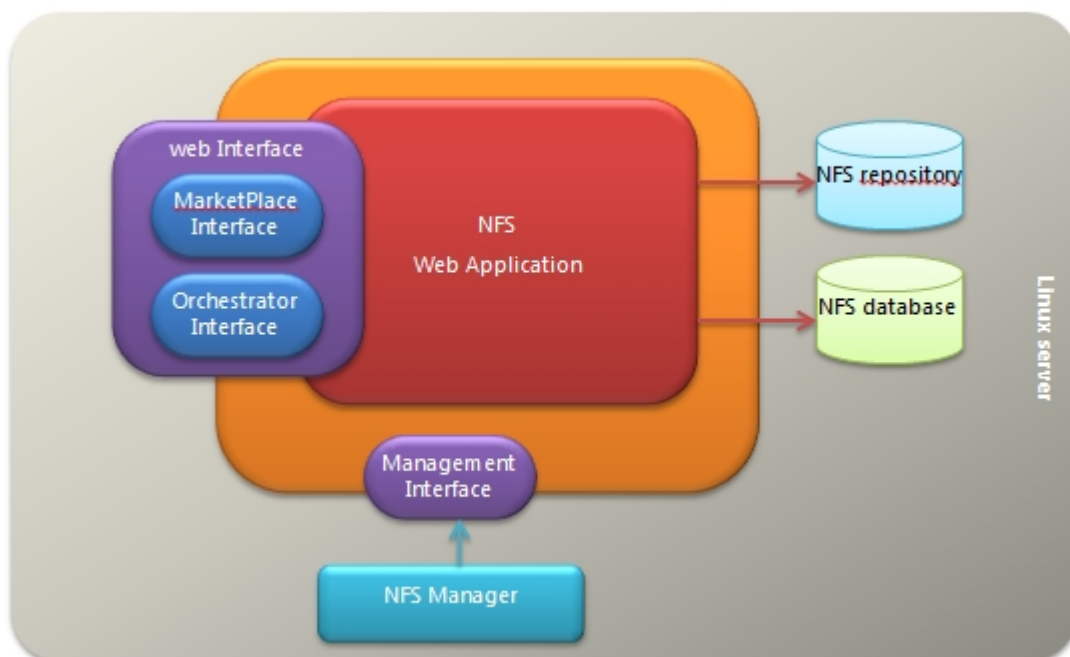 web Interface
MarketPlace
Interface
Orchestrator
Interface
NFS
Web Application
NFS repository
NFS database
Linux server
Management
Interface
NFS Manager